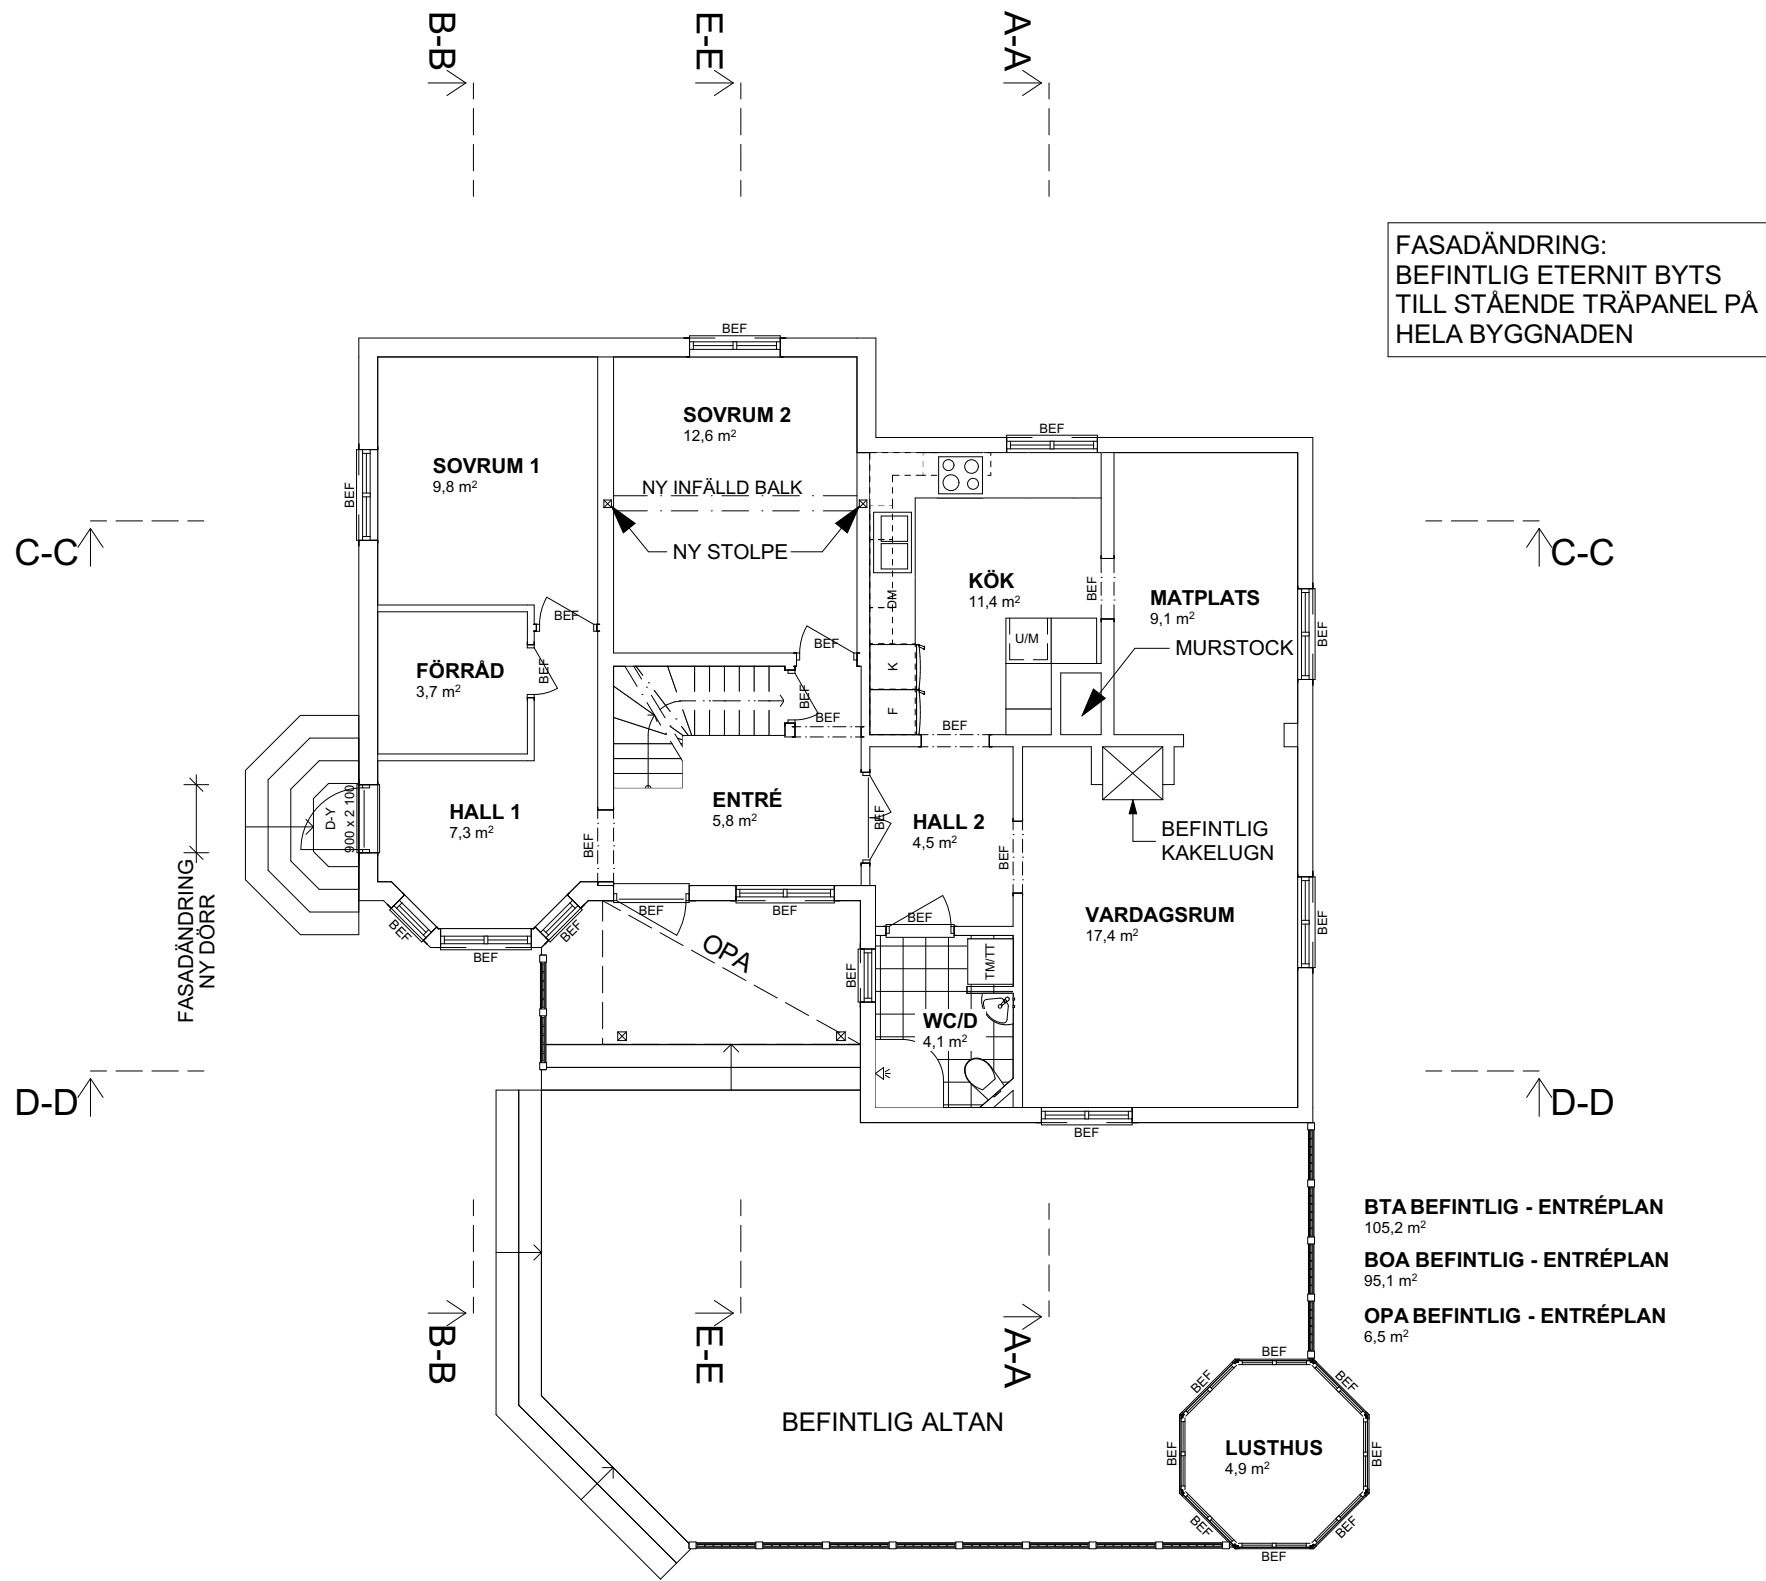 B-B
E-E
A-A
FASADÄNDRING:
BEFINTLIG ETERNIT BYTS
TILL STÅENDE TRÄPANEL PÅ
HELA BYGGNADEN
BEF
SOVRUM 2
12,6 m²
BEF
SOVRUM 1
9,8 m²
BEF
NY INFÄLLD BALK
NY STOLPE
C-C
C-C
KÖK
11,4 m²
BEF
DM
MATPLATS
9,1 m²
BEF
MURSTOCK
U/M
K
F
BEF
BEF
FÖRRÅD
3,7 m²
BEF
BEF
BEF
BEF
BEF
D-Y
900 x 2 100
HALL 1
7,3 m²
BEF
ENTRÉ
5,8 m²
BEF
HALL 2
4,5 m²
BEF
BEFINTLIG
KAKELUGN
FASADÄNDRING
NY DÖRR
VARDAGSRUM
17,4 m²
BEF
BEF
BEF
BEF
BEF
BEF
BEF
OPA
BEF
TM/TT
WC/D
4,1 m²
D-D
D-D
BEF
BTA BEFINTLIG - ENTRÉPLAN
105,2 m²
BOA BEFINTLIG - ENTRÉPLAN
95,1 m²
OPA BEFINTLIG - ENTRÉPLAN
6,5 m²
B-B
E-E
A-A
BEFINTLIG ALTAN
BEF
BEF
BEF
BEF
LUSTHUS
4,9 m²
BEF
BEF
BEF
BEF